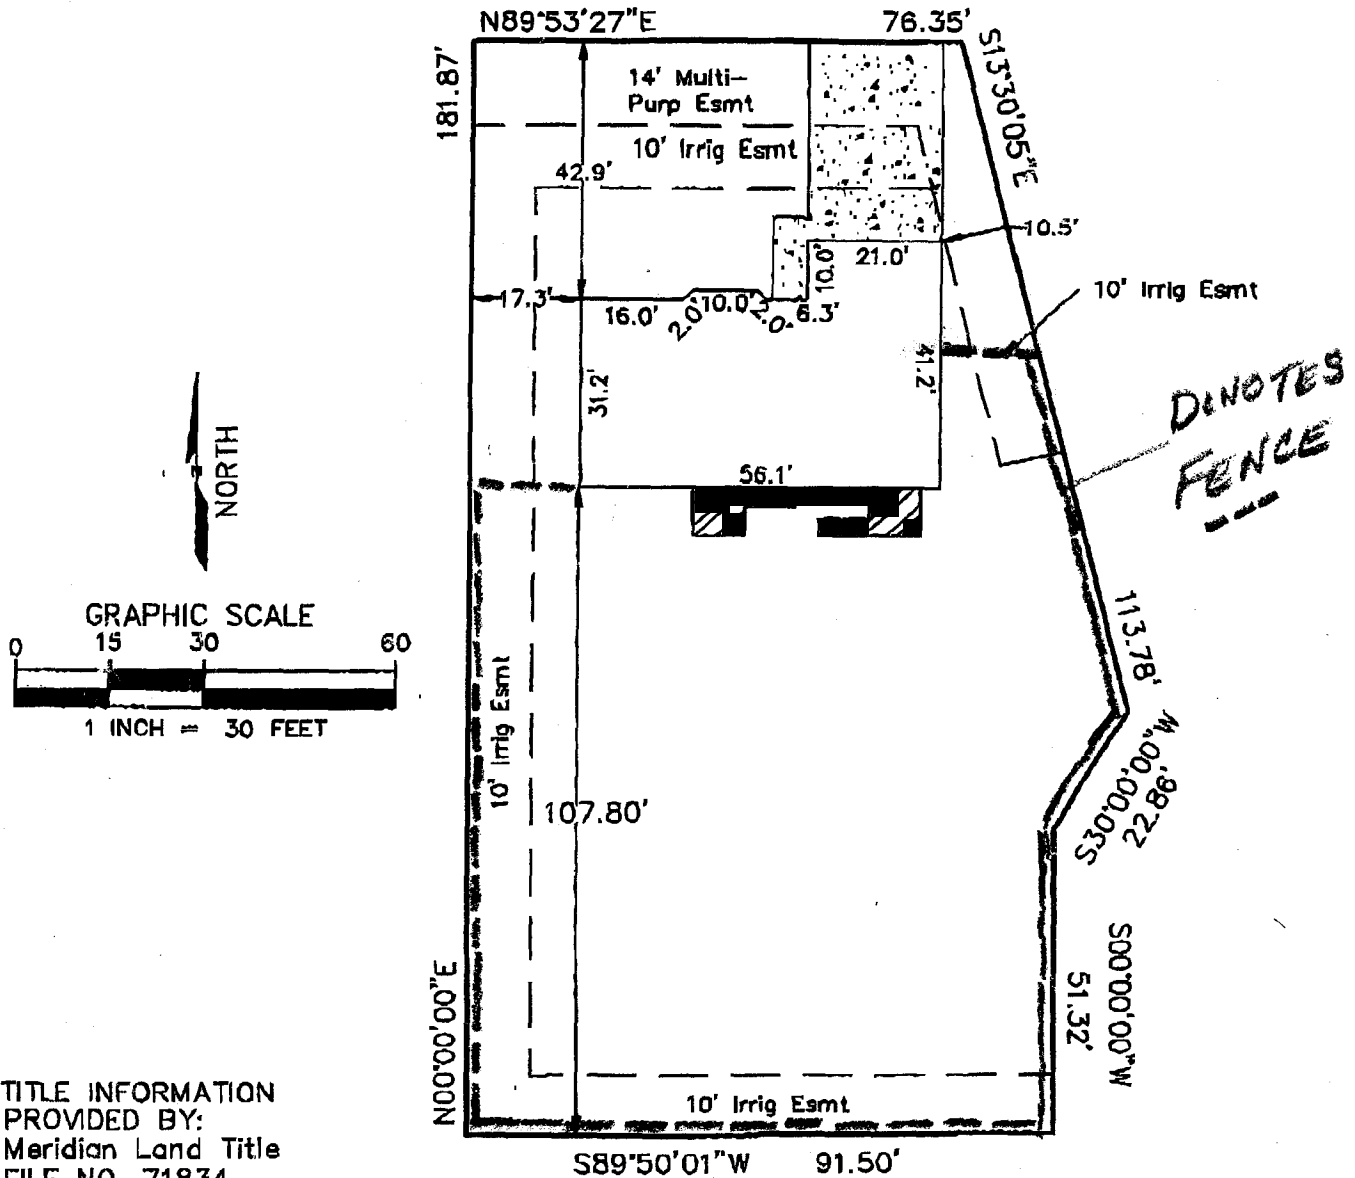 N89°53'27"E 76.35'
S13°30'05"E
181.87'
14' Multi-
Purp Esmt
10' Irrig Esmt
42.9'
10.5'
21.0'
10.0'
10' Irrig Esmt
17.3'
16.0'
2.0'
10.0'
2.0'
6.3'
31.2'
41.2'
DENOTES
FENCE
56.1'
NORTH
GRAPHIC SCALE
0 15 30 60
1 INCH = 30 FEET
113.78'
10' Irrig Esmt
S30°00'00"W
22.86'
107.80'
N00°00'00"E
51.32'
S00°00'00"W
10' Irrig Esmt
S89°50'01"W 91.50'
TITLE INFORMATION
PROVIDED BY:
Meridian Land Title
FILE NO. 71834